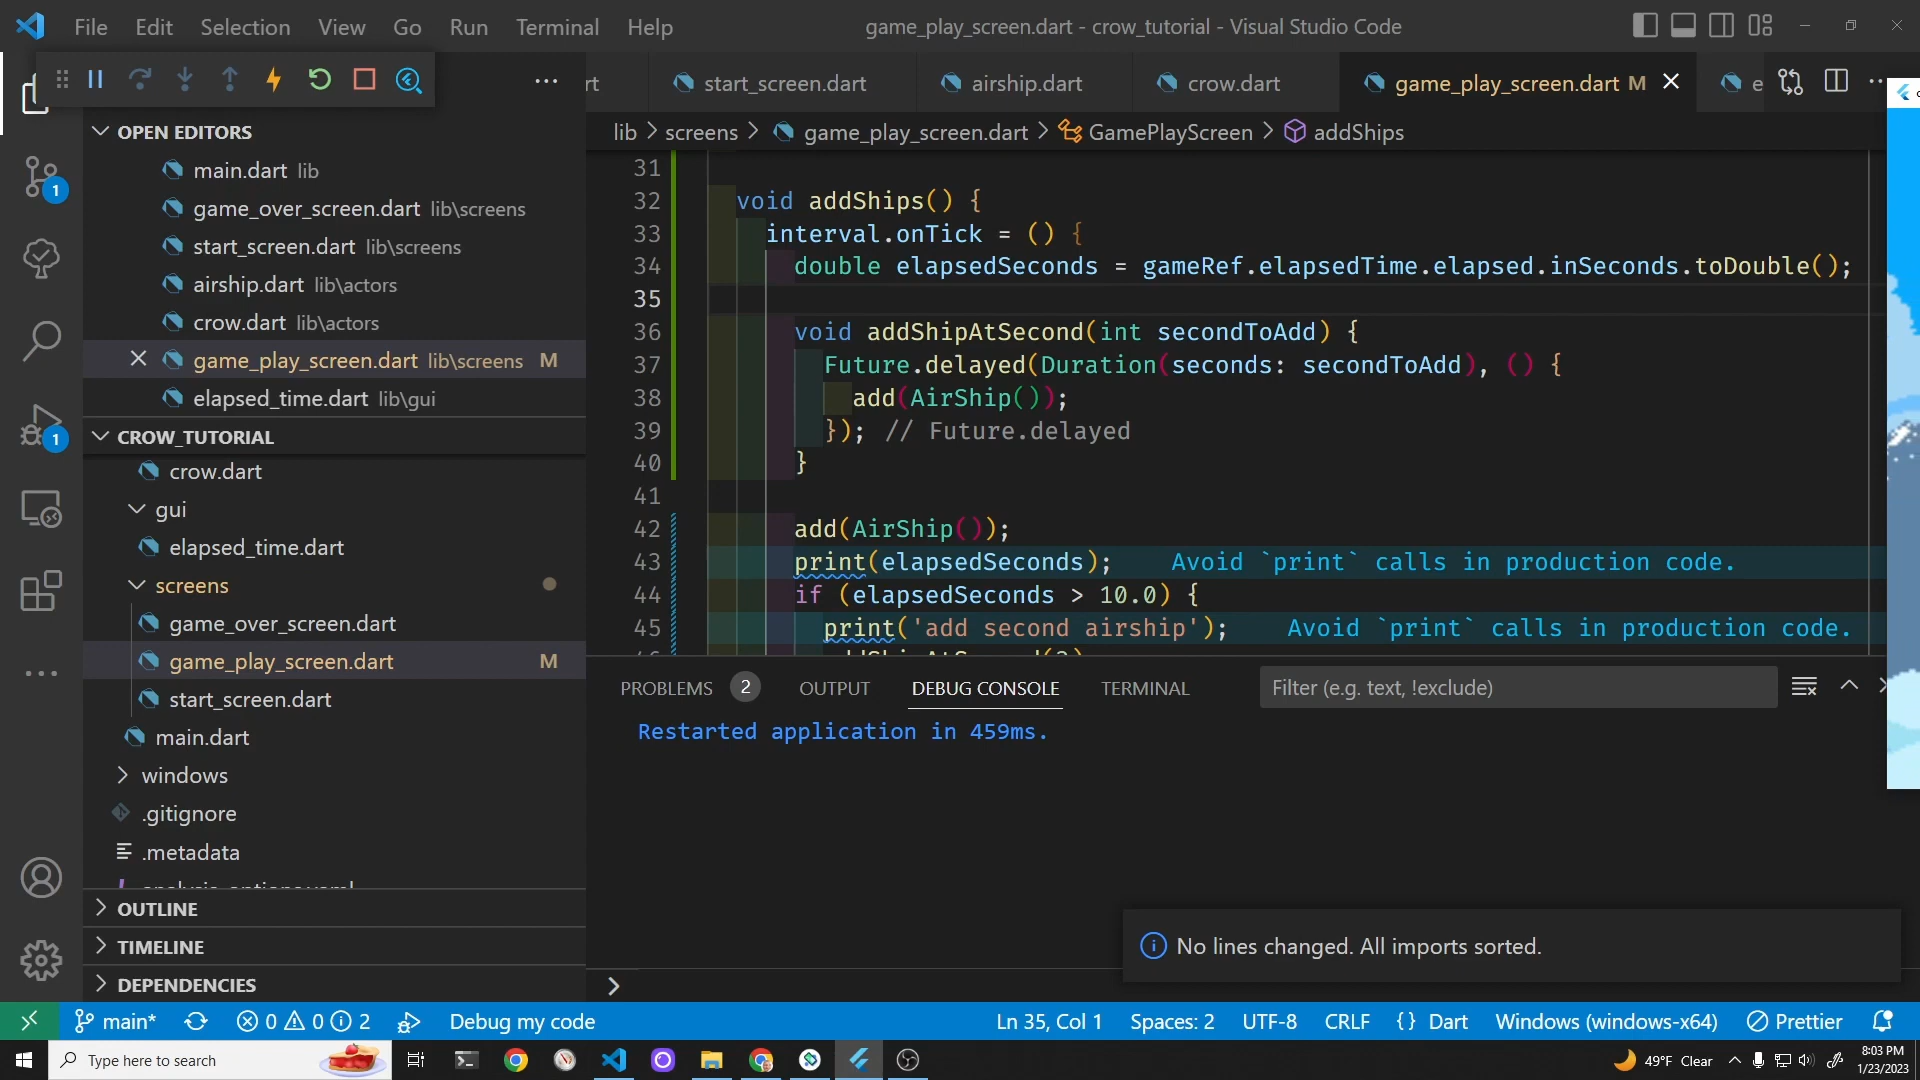 File Edit Selection View Go Run Terminal Help
game_play_screen.dart - crow_tutorial - Visual Studio Code
rt start_screen.dart airship.dart crow.dart game_play_screen.dart M e
lib > screens > game_play_screen.dart > GamePlayScreen > addShips
OPEN EDITORS
main.dart lib
game_over_screen.dart lib\screens
start_screen.dart lib\screens
airship.dart lib\actors
crow.dart lib\actors
game_play_screen.dart lib\screens M
elapsed_time.dart lib\gui
CROW_TUTORIAL
crow.dart
gui
elapsed_time.dart
screens
game_over_screen.dart
game_play_screen.dart M
start_screen.dart
main.dart
windows
.gitignore
.metadata
OUTLINE
TIMELINE
DEPENDENCIES
1
1
31
32 void addShips() {
33 interval.onTick = () {
34 double elapsedSeconds = gameRef.elapsedTime.elapsed.inSeconds.toDouble();
35
36 void addShipAtSecond(int secondToAdd) {
37 Future.delayed(Duration(seconds: secondToAdd), () {
38 add(AirShip());
39 }); // Future.delayed
40 }
41
42 add(AirShip());
43 print(elapsedSeconds); Avoid `print` calls in production code.
44 if (elapsedSeconds > 10.0) {
45 print('add second airship'); Avoid `print` calls in production code.
PROBLEMS 2 OUTPUT DEBUG CONSOLE TERMINAL Filter (e.g. text, !exclude)
Restarted application in 459ms.
No lines changed. All imports sorted.
main* 0 0 2 Debug my code Ln 35, Col 1 Spaces: 2 UTF-8 CRLF {} Dart Windows (windows-x64) Prettier
Type here to search 49°F Clear 8:03 PM
1/23/2023